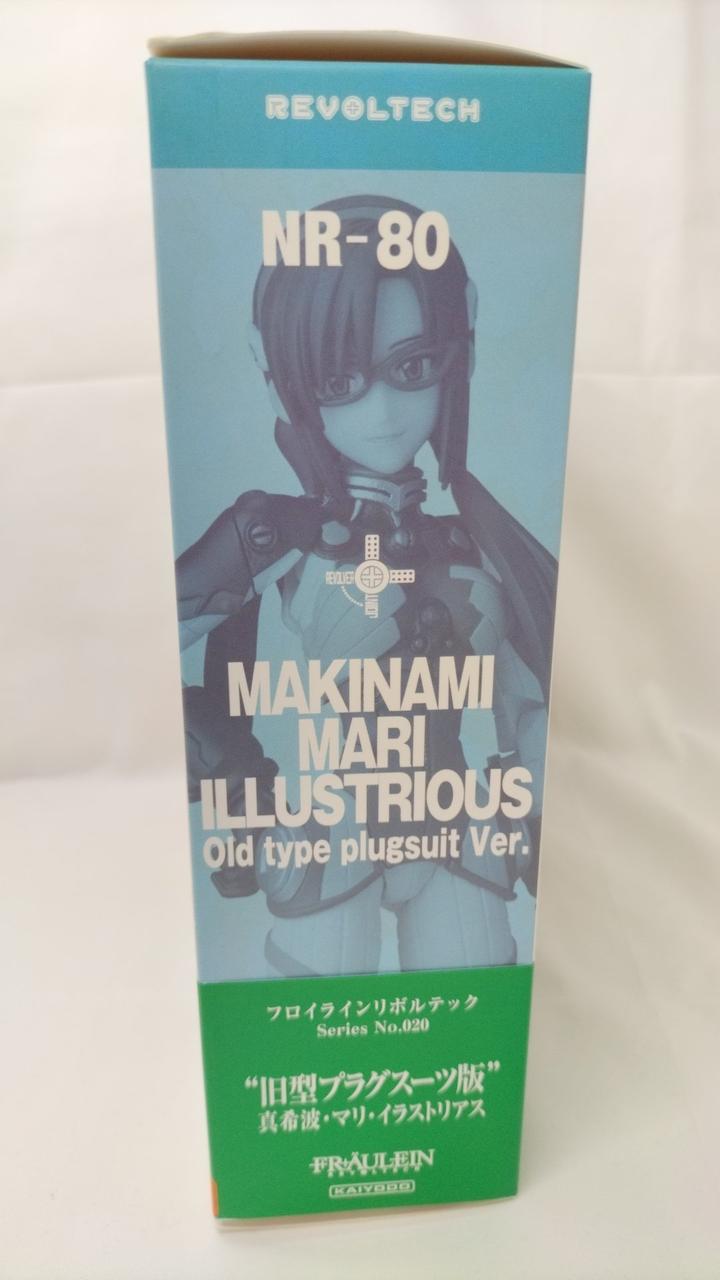 REVOLTECH
NR-80
REVOLVER
MAKINAMI
MARI
ILLUSTRIOUS
Old type plugsuit Ver.
フロイラインリボルテック
Series No.020
“旧型プラグスーツ版”
真希波・マリ・イラストリアス
FRÄULEIN
REVOLTECH
KAIYODO